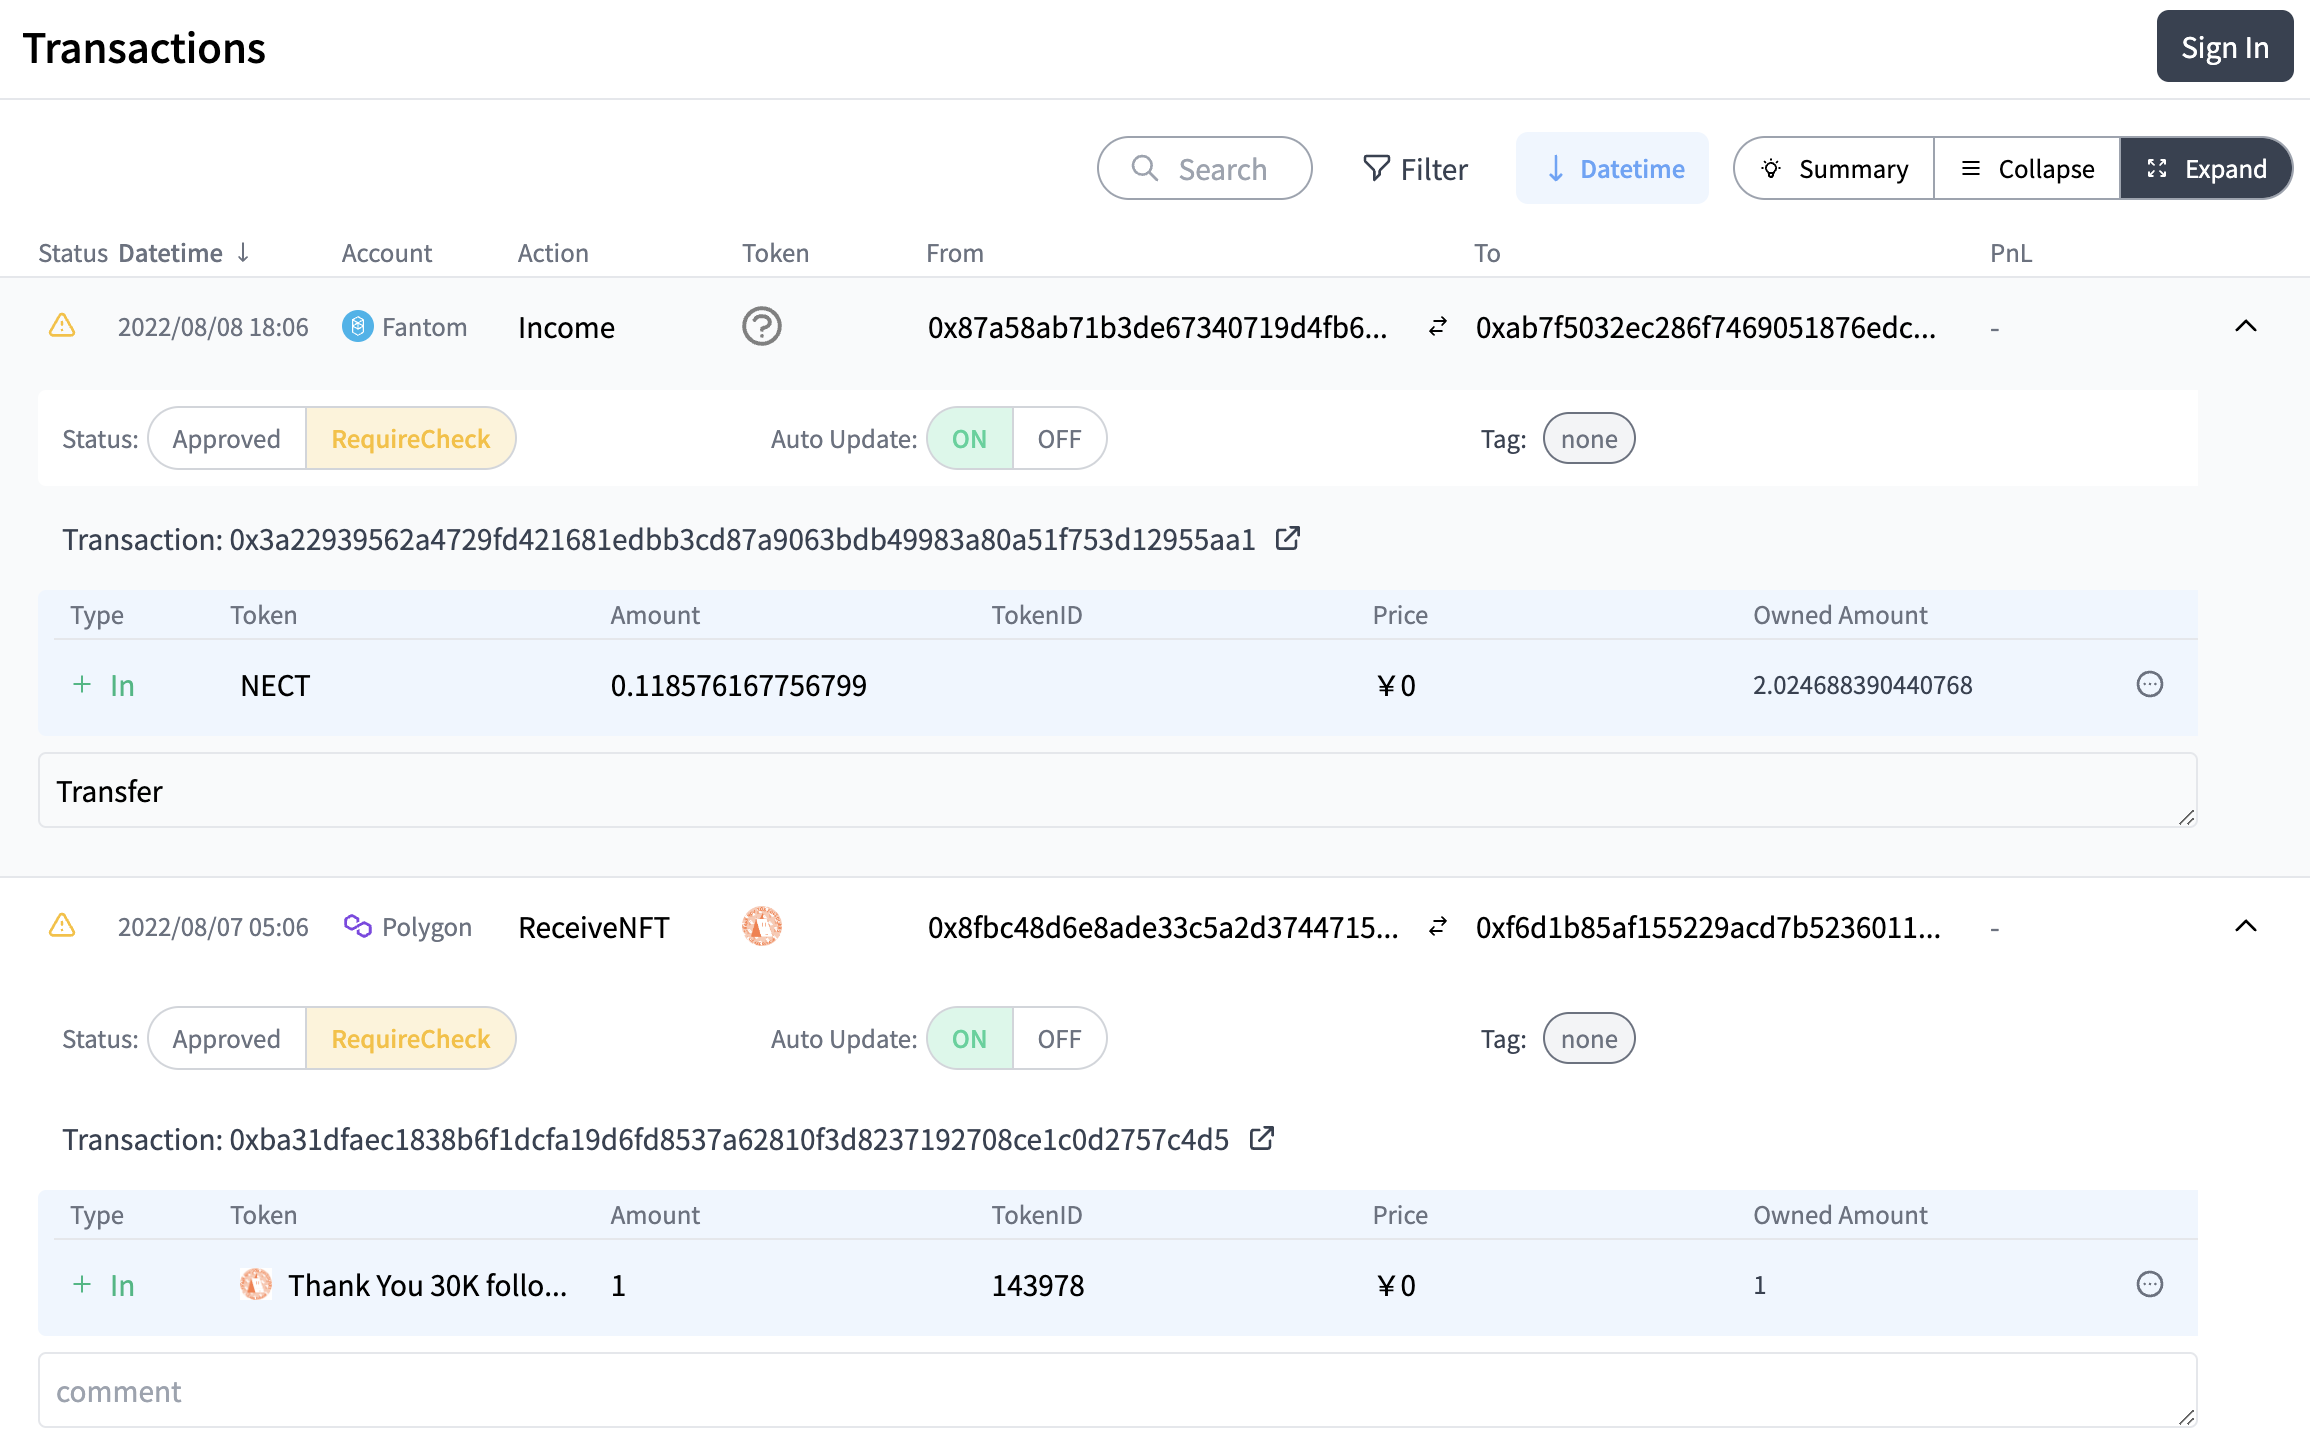 Transactions
Sign In
Search
Filter
↓ Datetime
Summary
Collapse
Expand
Status Datetime ↓ Account Action Token From To PnL
2022/08/08 18:06 Fantom Income 0x87a58ab71b3de67340719d4fb6... 0xab7f5032ec286f7469051876edc... -
Status: Approved RequireCheck Auto Update: ON OFF Tag: none
Transaction: 0x3a22939562a4729fd421681edbb3cd87a9063bdb49983a80a51f753d12955aa1
Type Token Amount TokenID Price Owned Amount
+ In NECT 0.118576167756799 ¥0 2.024688390440768
Transfer
2022/08/07 05:06 Polygon ReceiveNFT 0x8fbc48d6e8ade33c5a2d3744715... 0xf6d1b85af155229acd7b5236011... -
Status: Approved RequireCheck Auto Update: ON OFF Tag: none
Transaction: 0xba31dfaec1838b6f1dcfa19d6fd8537a62810f3d8237192708ce1c0d2757c4d5
Type Token Amount TokenID Price Owned Amount
+ In Thank You 30K follo... 1 143978 ¥0 1
comment